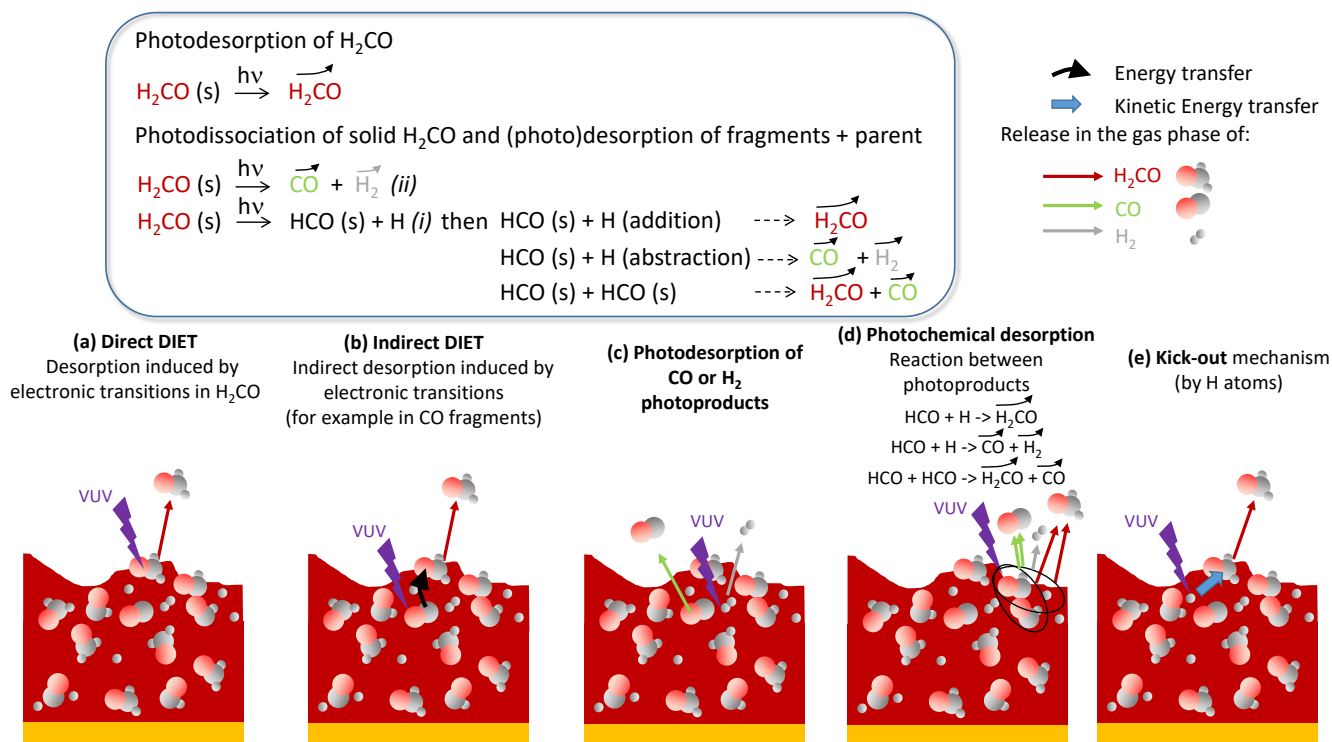 Photodesorption of H₂CO
H₂CO (s) hν → H₂CO
Photodissociation of solid H₂CO and (photo)desorption of fragments + parent
H₂CO (s) hν → CO + H₂ (ii)
H₂CO (s) hν → HCO (s) + H (i) then HCO (s) + H (addition) ---> H₂CO
HCO (s) + H (abstraction) ---> CO + H₂
HCO (s) + HCO (s) ---> H₂CO + CO
Energy transfer
Kinetic Energy transfer
Release in the gas phase of:
H₂CO
CO
H₂
(a) Direct DIET
Desorption induced by
electronic transitions in H₂CO
VUV
(b) Indirect DIET
Indirect desorption induced by
electronic transitions
(for example in CO fragments)
VUV
(c) Photodesorption of
CO or H₂
photoproducts
VUV
(d) Photochemical desorption
Reaction between
photoproducts
HCO + H -> H₂CO
HCO + H -> CO + H₂
HCO + HCO -> H₂CO + CO
VUV
(e) Kick-out mechanism
(by H atoms)
VUV